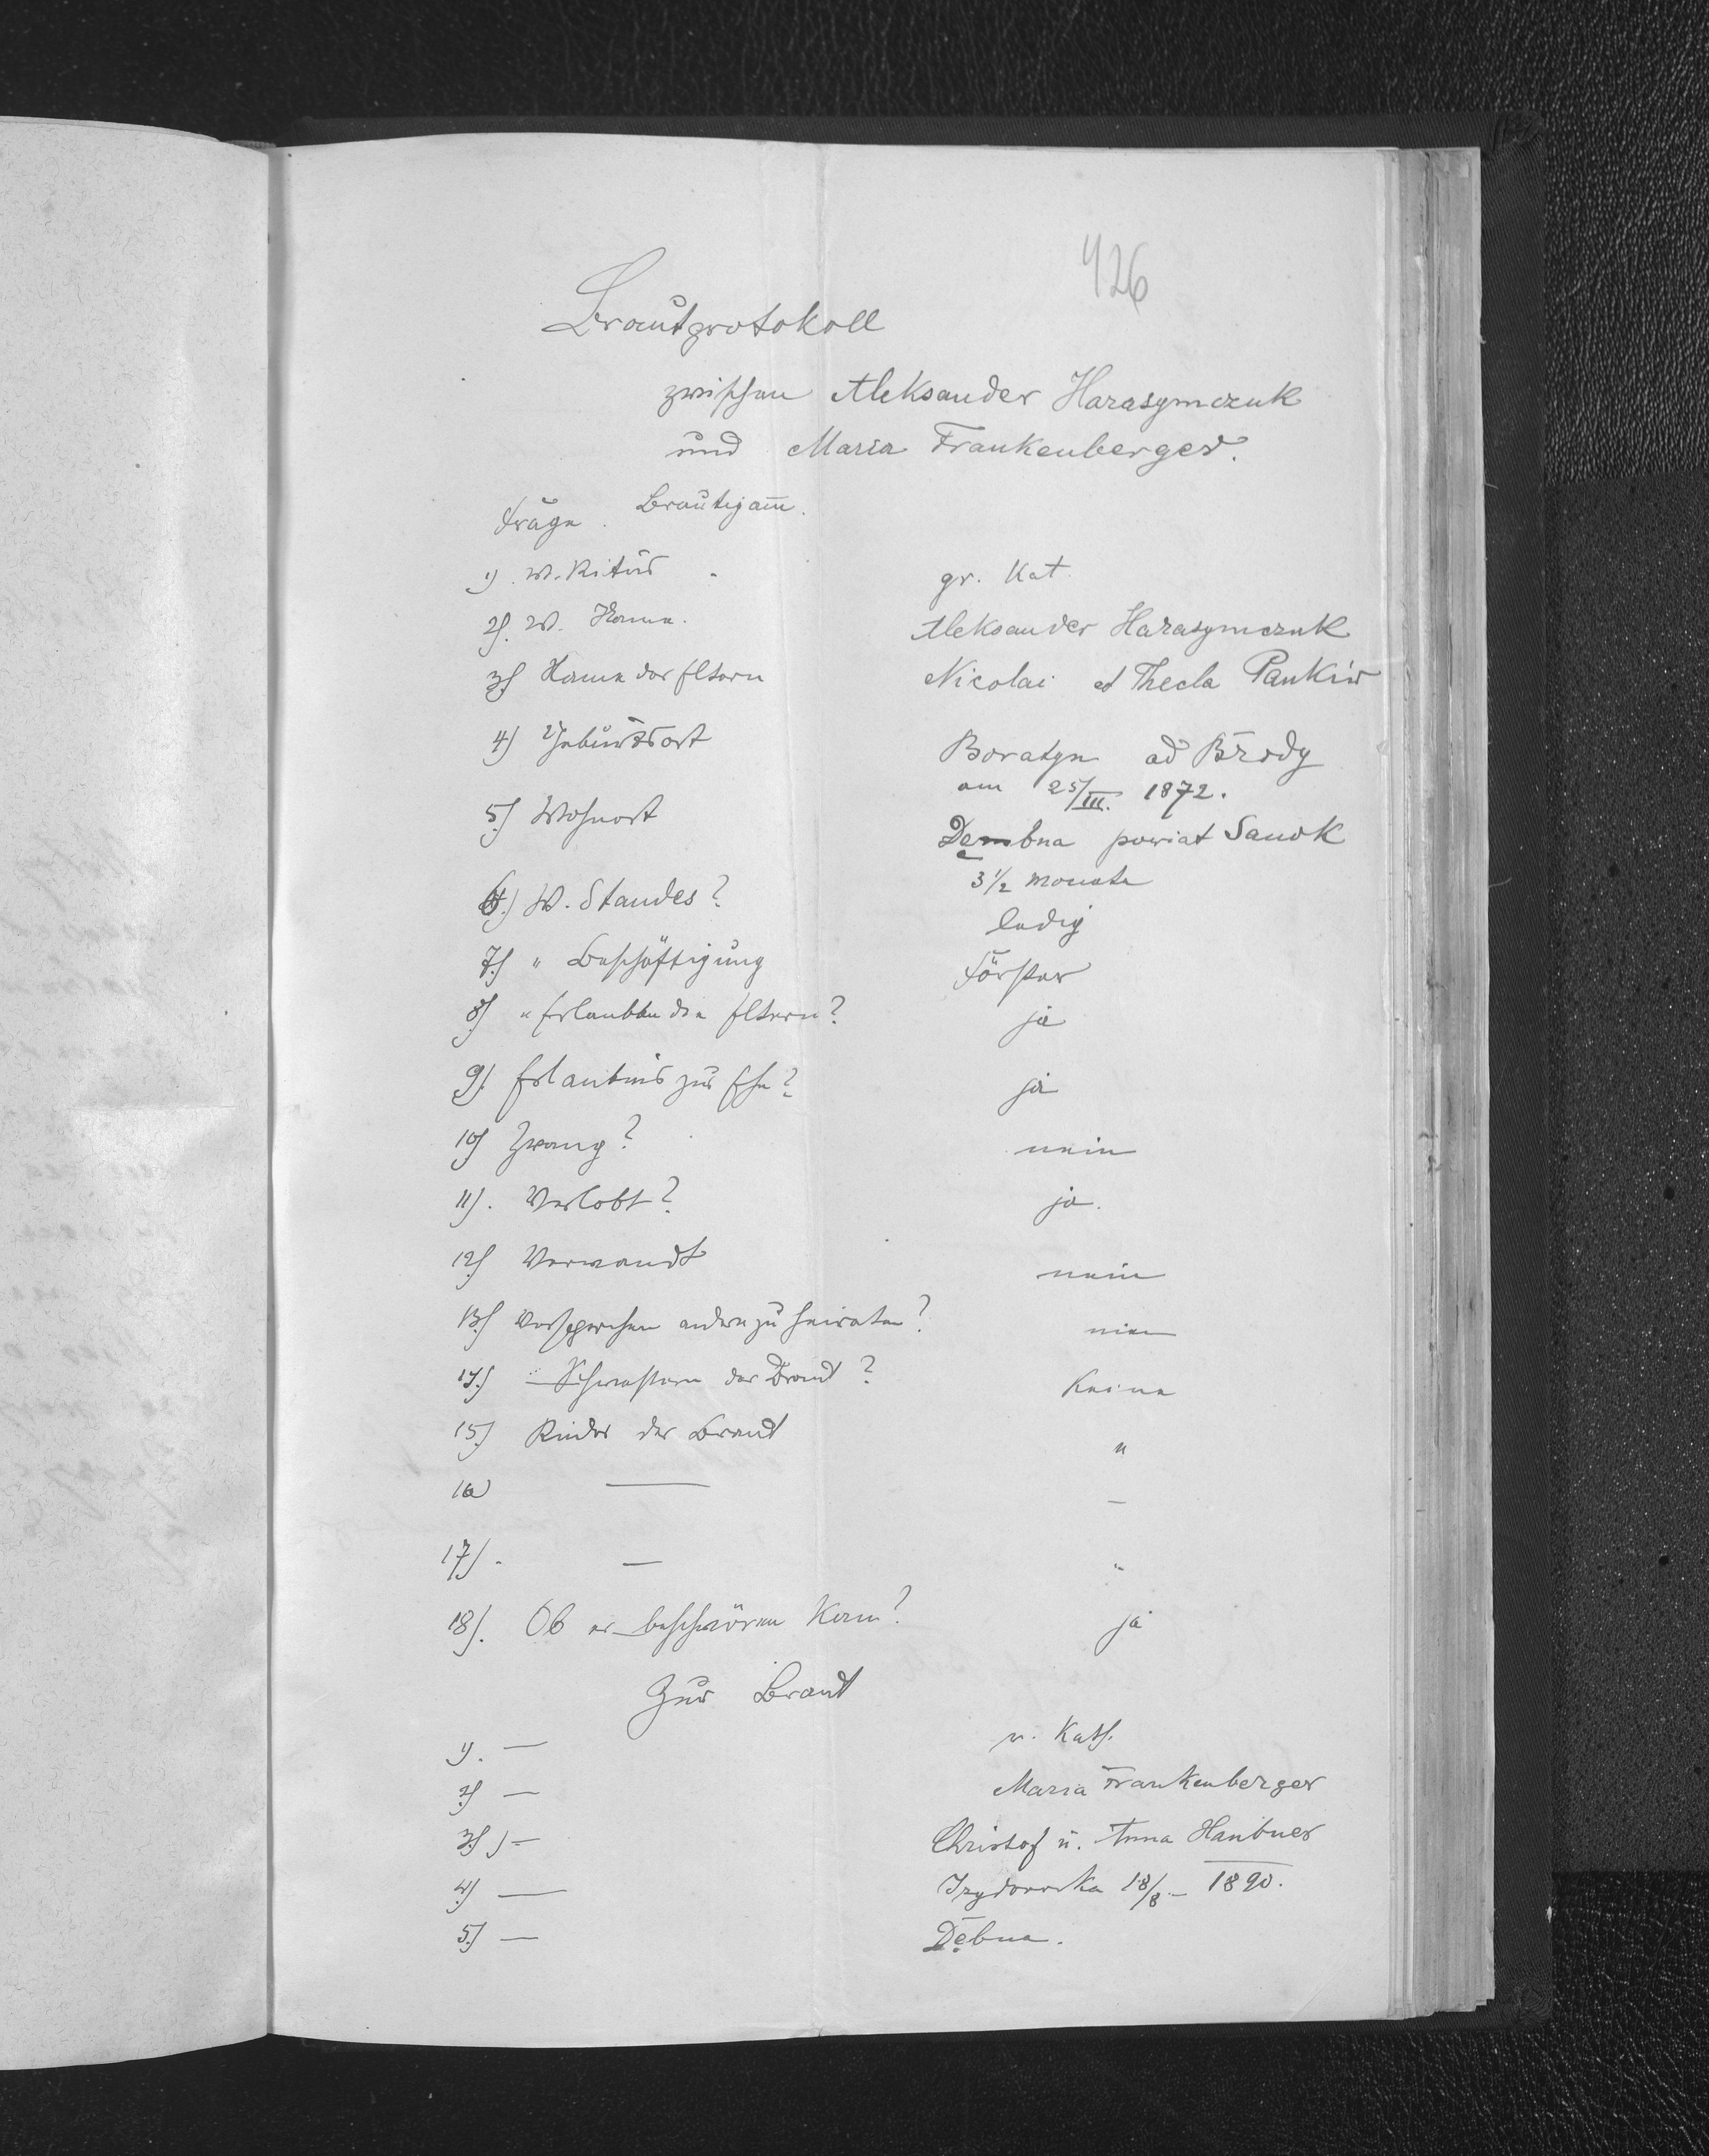 426
Brautprotokoll
zwischen Aleksander Harasymczuk
und Maria Frankenberger.
Frage. Bräutigam.
1). W. Ritus gr. Kat
2). W. Name. Aleksander Harasymczuk
3) Name der Eltern Nicolai et Thecla Pankiw
4) Geburtsort Boratyn ad Brody
am 25/III. 1872.
5.) Wohnort Dembna powiat Sanok
3 1/2 Monate
6.) W. Standes? ledig
7.) " Beschäftigung Förster
8) " Erlaubten die Eltern? ja
9). Erlaubnis zur Ehe? ja
10) Zwang? nein
11). Verlobt? ja.
12) Verwandt nein
13.) Versprechen andere zu heiraten? nein
14.) Schwestern der Braut? Keine
15.) Kinder der Braut "
16) — –
17). — "
18). Ob er beschwören kann? ja
Zur Braut
1). — r. Kath.
2) — Maria Frankenberger
3.) — Christof u. Anna Haubner
4) — 18/8 – 1890.
5.) — Dębna.